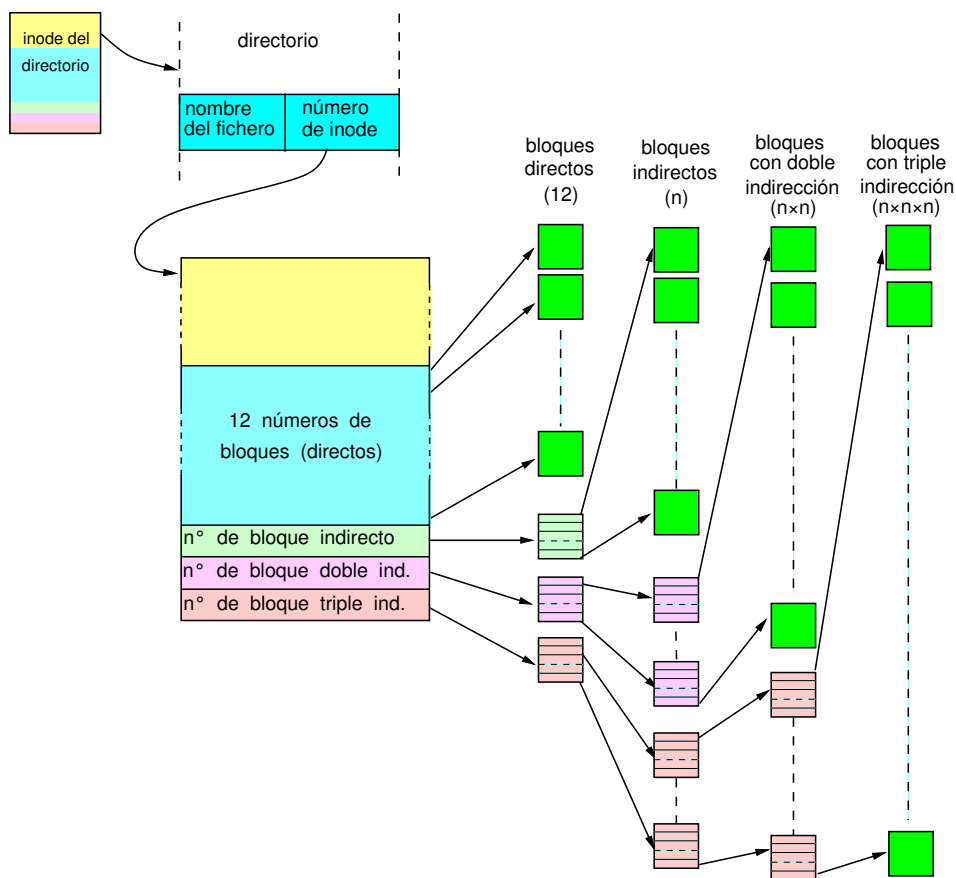 inode del
directorio
directorio
nombre
del fichero
número
de inode
bloques
directos
(12)
bloques
indirectos
(n)
bloques
con doble
indirección
(n×n)
bloques
con triple
indirección
(n×n×n)
12 números de
bloques (directos)
n° de bloque indirecto
n° de bloque doble ind.
n° de bloque triple ind.